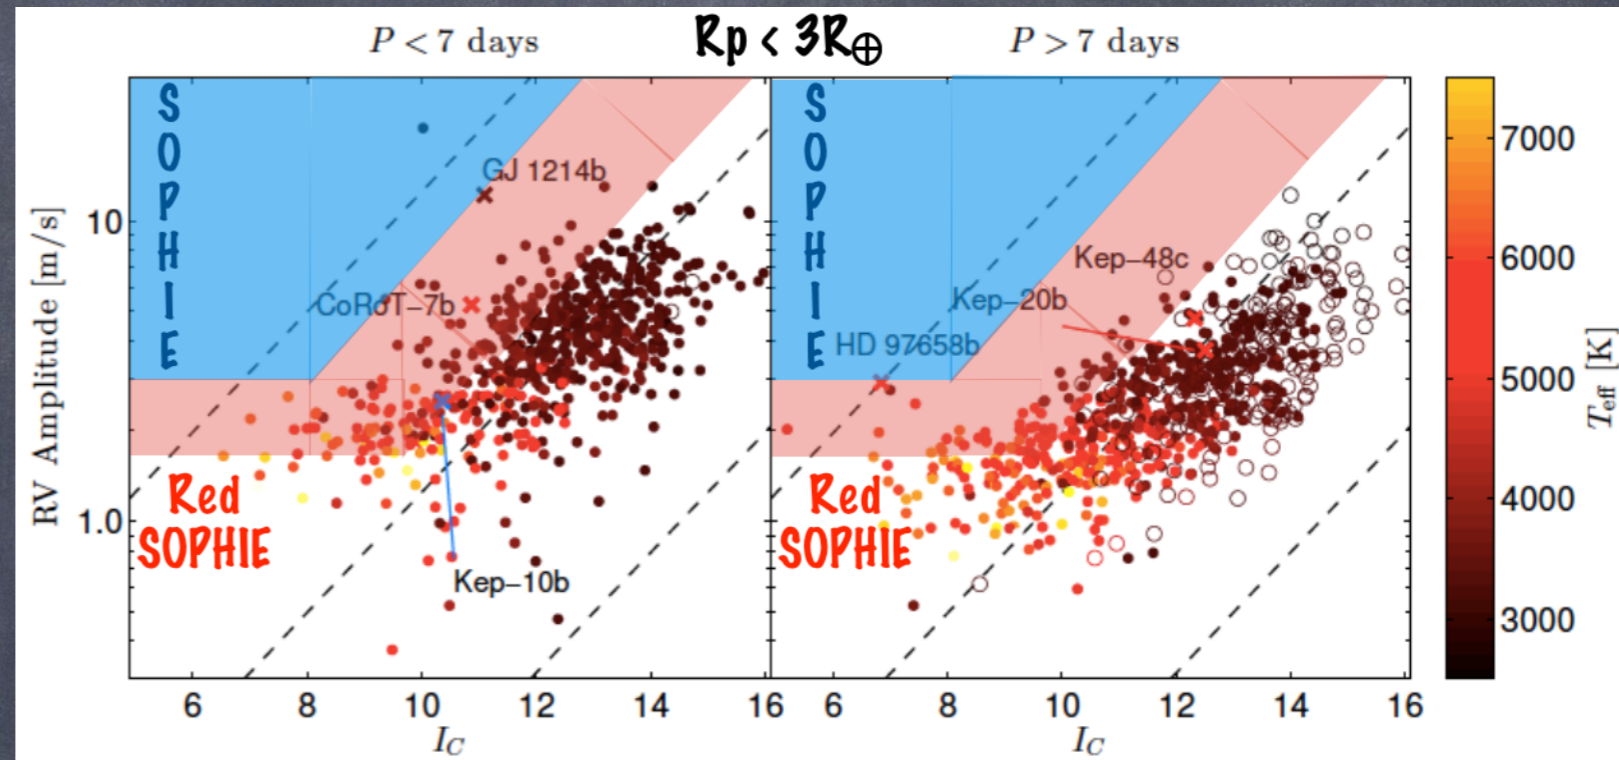 P < 7 days
Rp < 3R⊕
P > 7 days
SOPHIE
SOPHIE
GJ 1214b
CoRoT−7b
Kep−10b
Kep−48c
Kep−20b
HD 97658b
Red
SOPHIE
Red
SOPHIE
RV Amplitude [m/s]
10
1.0
6 8 10 12 14 16 6 8 10 12 14 16
I_C
I_C
7000
6000
5000
4000
3000
T_eff [K]